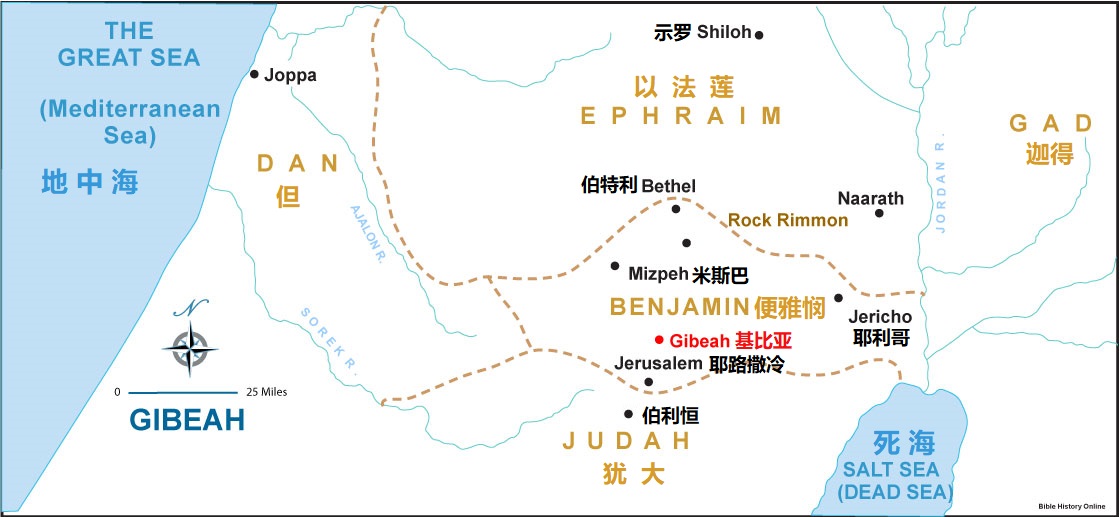 THE
GREAT SEA
(Mediterranean
Sea)
地中海
Joppa
示罗 Shiloh
以法莲
EPHRAIM
GAD
迦得
DAN
但
伯特利 Bethel
Naarath
Rock Rimmon
JORDAN R.
AJALON R.
Mizpeh 米斯巴
BENJAMIN 便雅悯
Jericho
耶利哥
Gibeah 基比亚
Jerusalem 耶路撒冷
伯利恒
JUDAH
犹大
SOREK R.
N
0 25 Miles
GIBEAH
死海
SALT SEA
(DEAD SEA)
Bible History Online